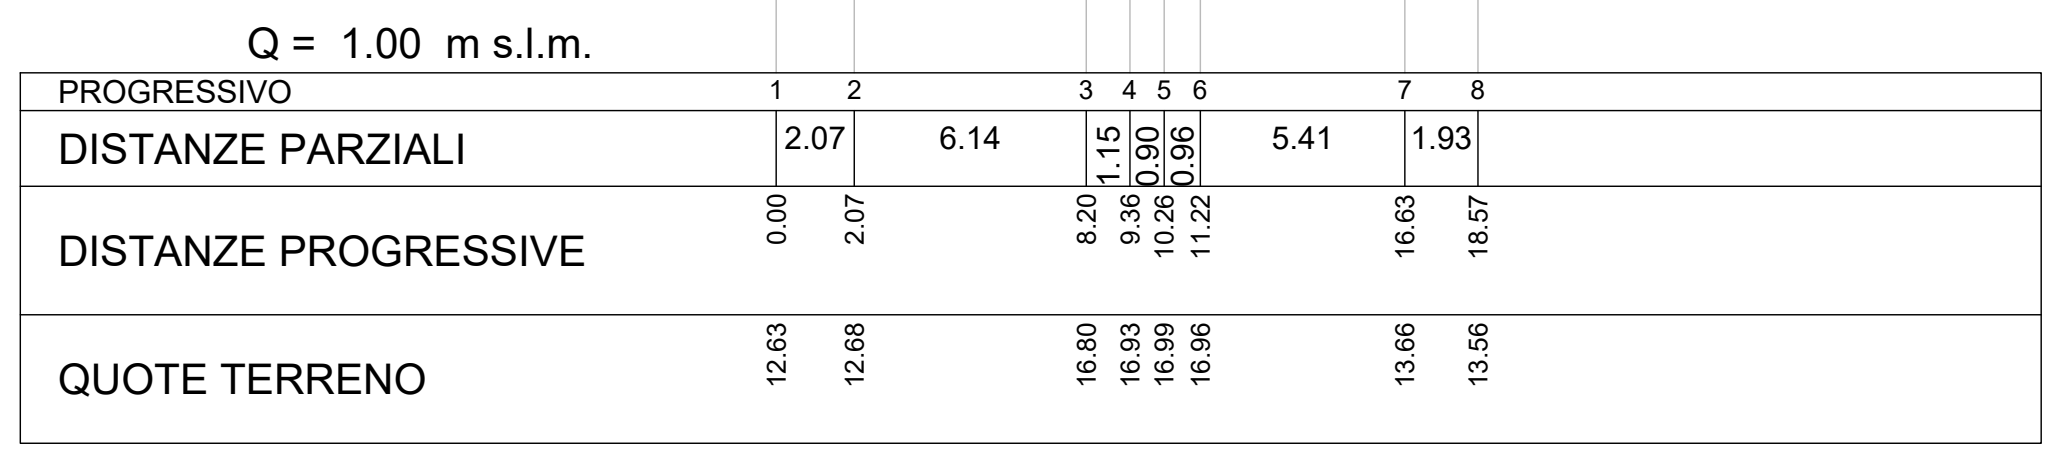 Q = 1.00 m s.l.m.
PROGRESSIVO 1 2 3 4 5 6 7 8
DISTANZE PARZIALI 2.07 6.14 1.15 0.90 0.96 5.41 1.93
DISTANZE PROGRESSIVE 0.00 2.07 8.20 9.36 10.26 11.22 16.63 18.57
QUOTE TERRENO 12.63 12.68 16.80 16.93 16.99 16.96 13.66 13.56